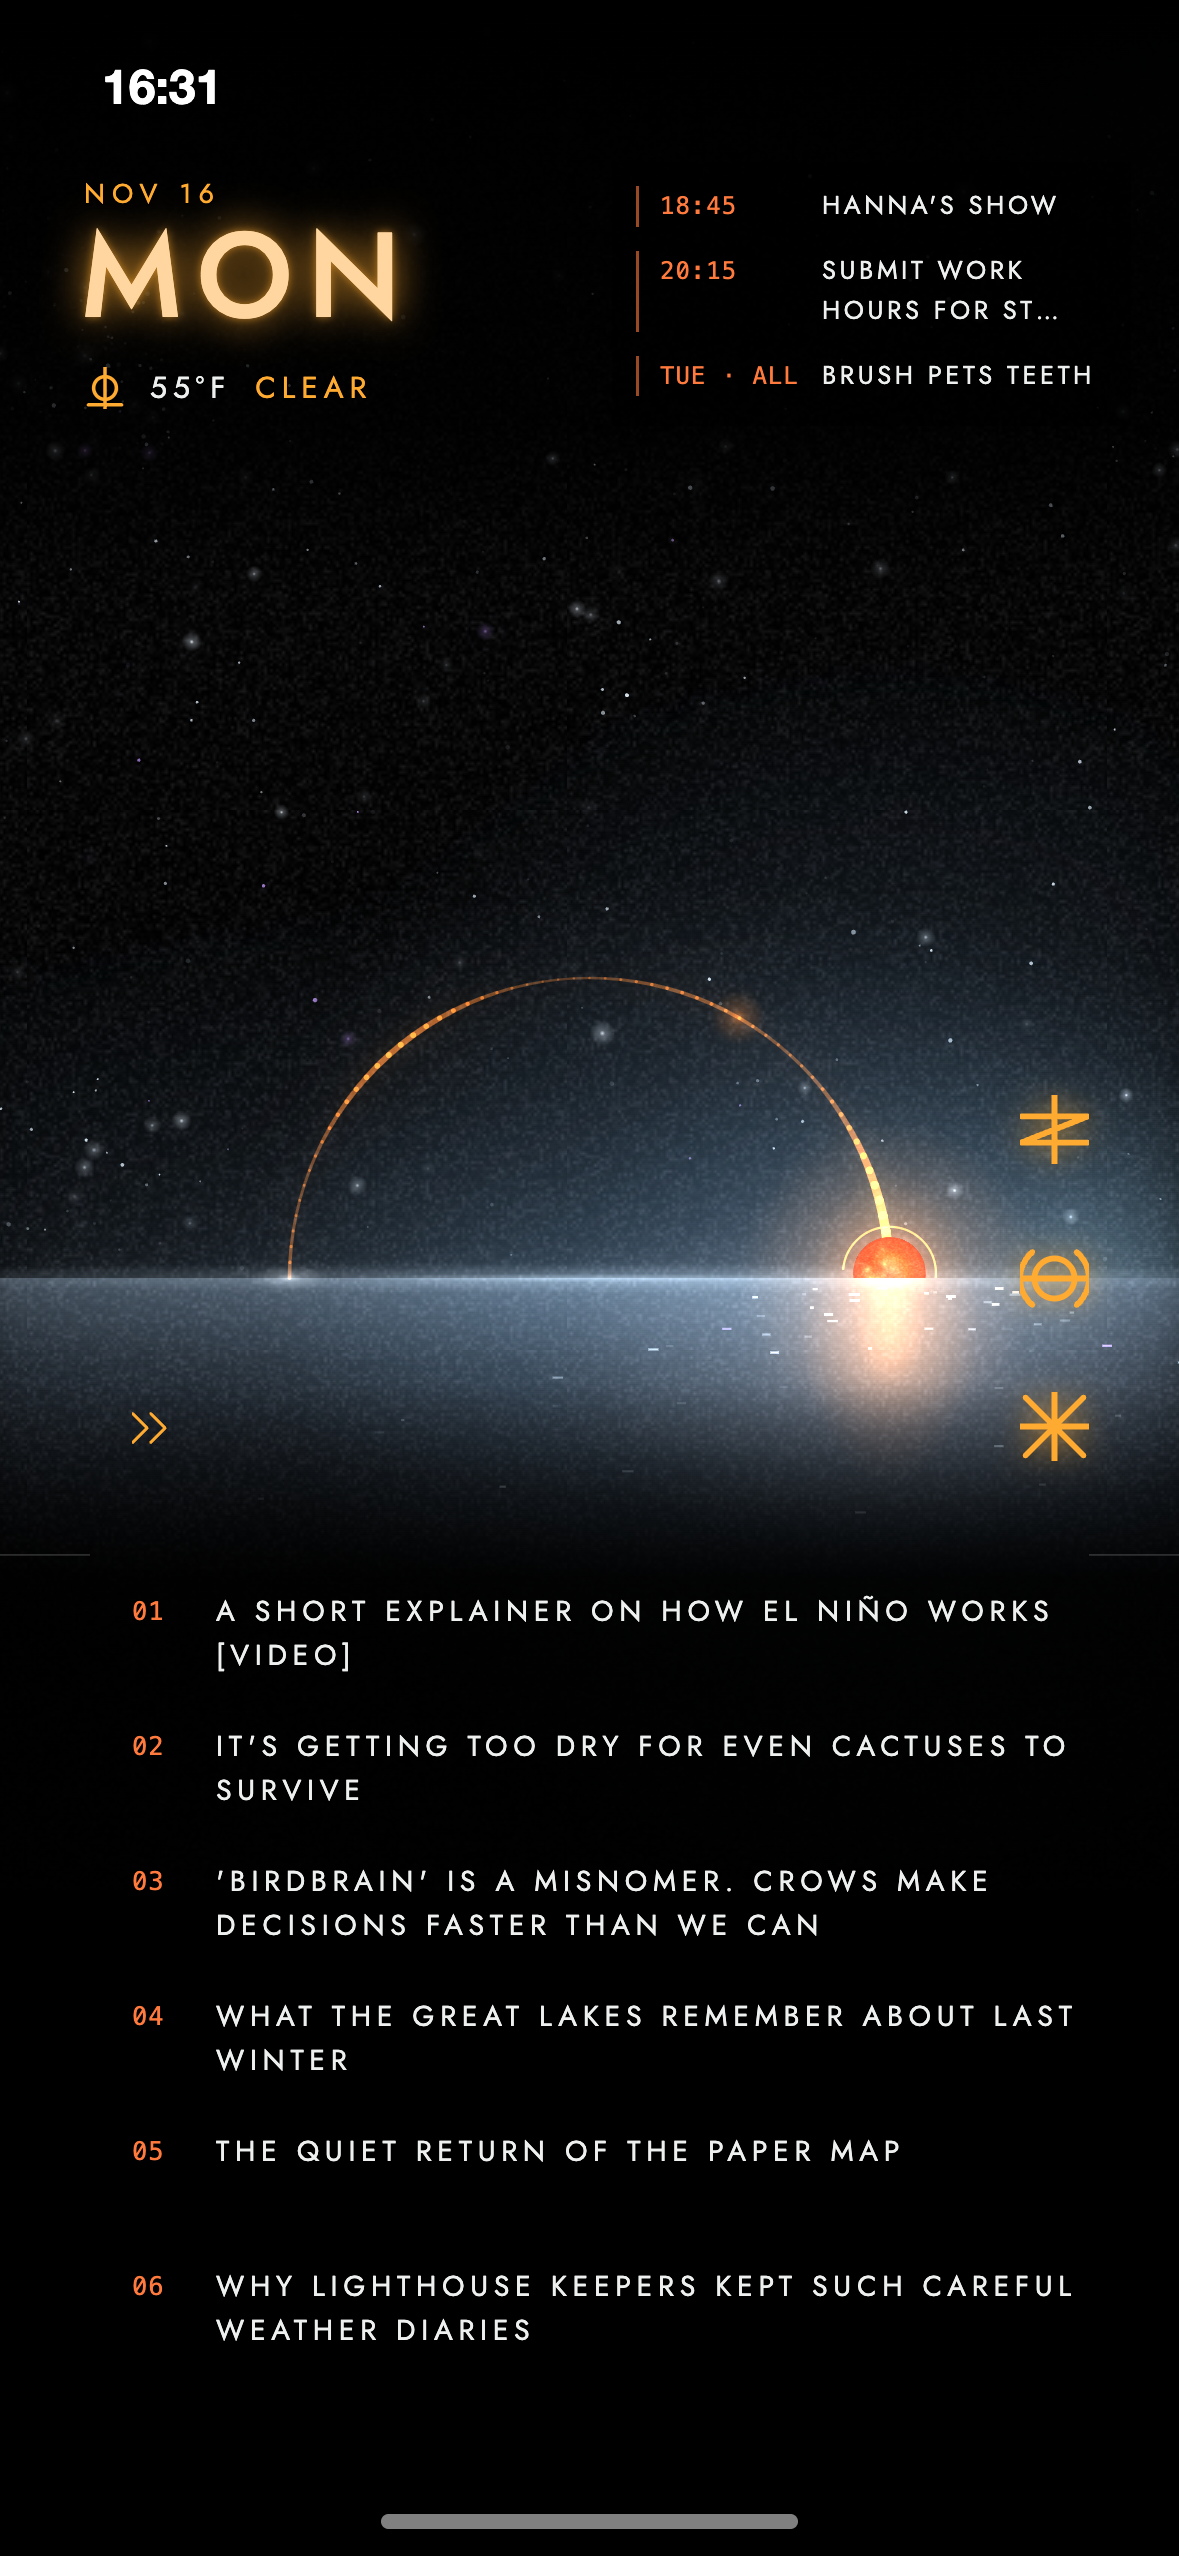 16:31
NOV 16
MON
55°F CLEAR
18:45 HANNA'S SHOW
20:15 SUBMIT WORK
HOURS FOR ST...
TUE · ALL BRUSH PETS TEETH
01 A SHORT EXPLAINER ON HOW EL NIÑO WORKS
[VIDEO]
02 IT'S GETTING TOO DRY FOR EVEN CACTUSES TO
SURVIVE
03 'BIRDBRAIN' IS A MISNOMER. CROWS MAKE
DECISIONS FASTER THAN WE CAN
04 WHAT THE GREAT LAKES REMEMBER ABOUT LAST
WINTER
05 THE QUIET RETURN OF THE PAPER MAP
06 WHY LIGHTHOUSE KEEPERS KEPT SUCH CAREFUL
WEATHER DIARIES